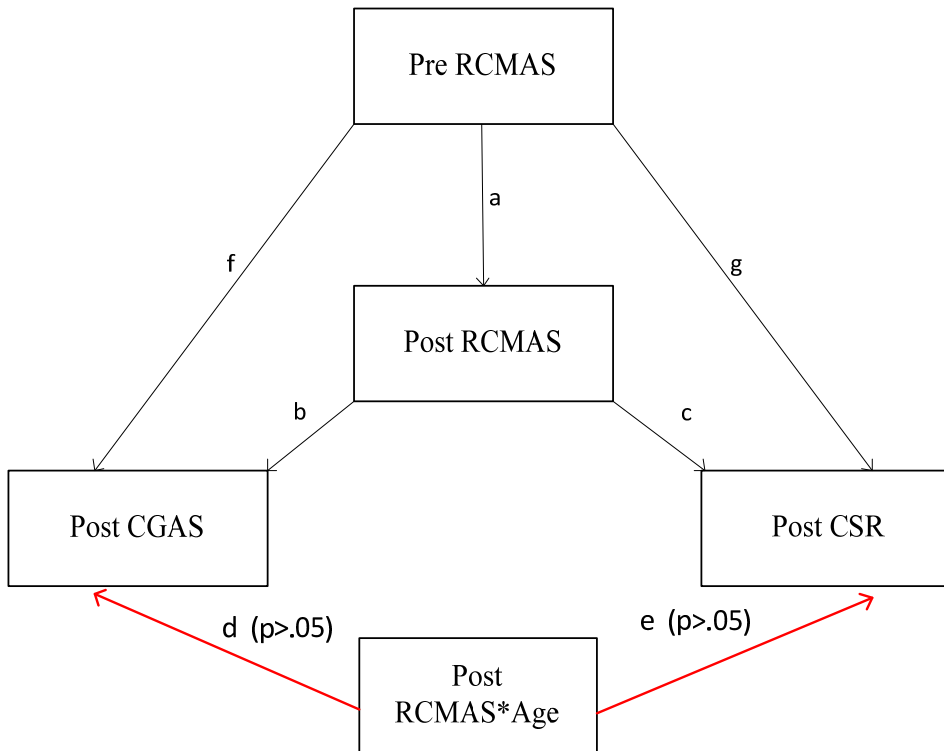 Pre RCMAS
a
f
g
Post RCMAS
b
c
Post CGAS
Post CSR
d (p>.05)
e (p>.05)
Post
RCMAS*Age